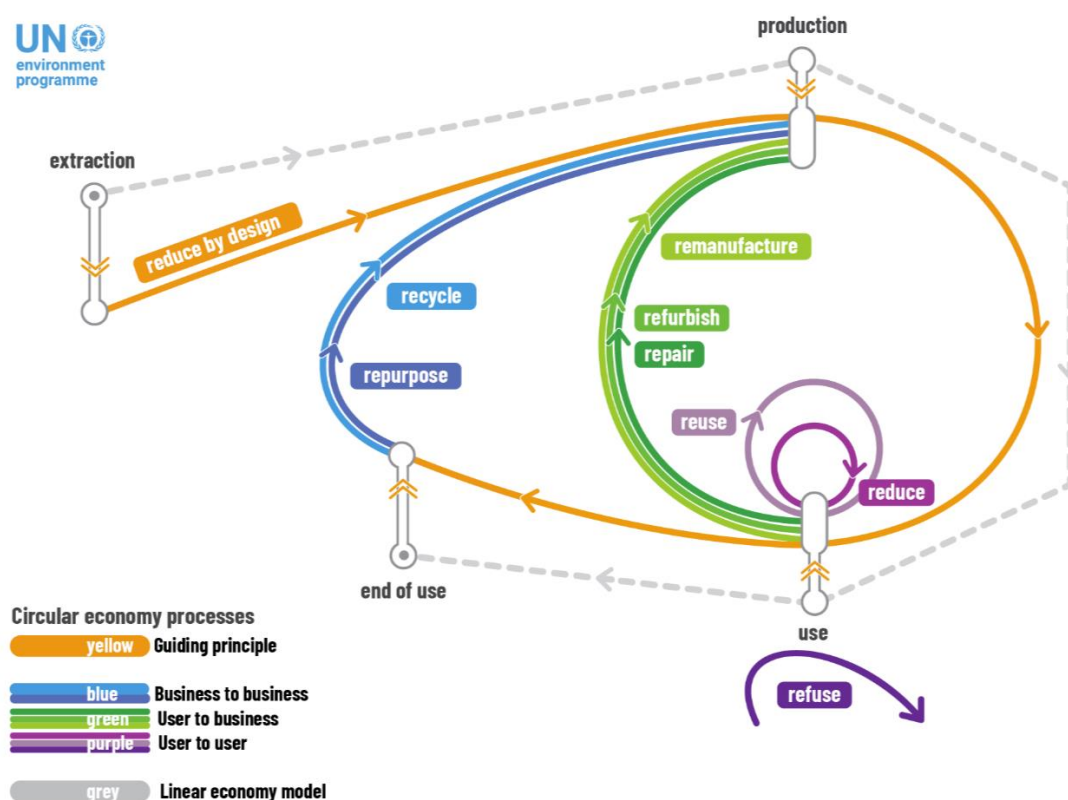 UN
environment
programme
production
extraction
reduce by design
remanufacture
recycle
refurbish
repair
repurpose
reuse
reduce
end of use
use
refuse
Circular economy processes
yellow Guiding principle
blue Business to business
green User to business
purple User to user
grey Linear economy model